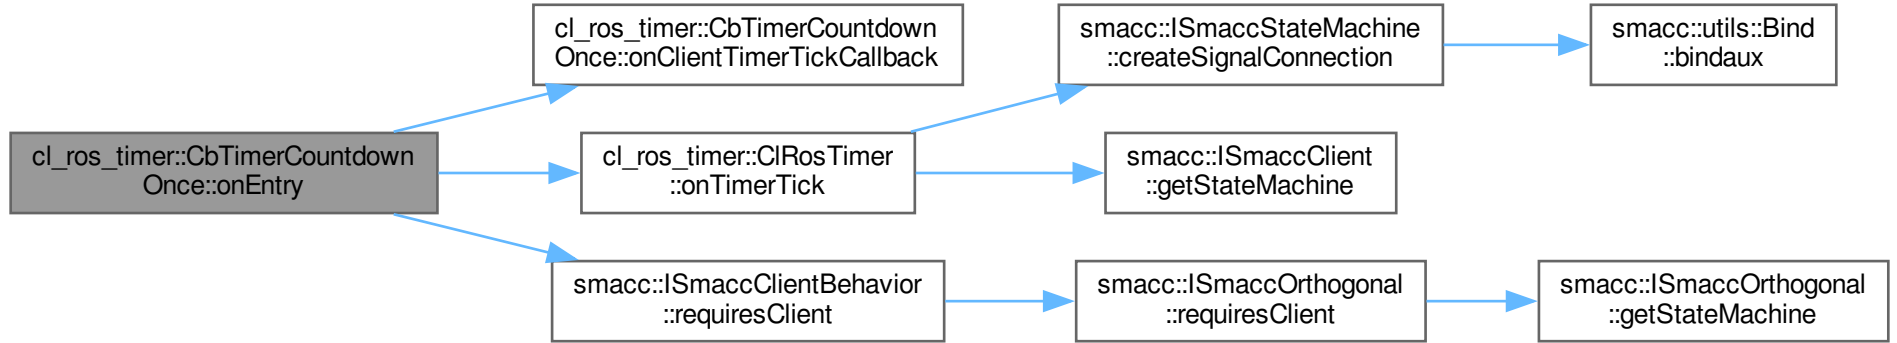 cl_ros_timer::CbTimerCountdown
Once::onEntry
cl_ros_timer::CbTimerCountdown
Once::onClientTimerTickCallback
cl_ros_timer::ClRosTimer
::onTimerTick
smacc::ISmaccStateMachine
::createSignalConnection
smacc::utils::Bind
::bindaux
smacc::ISmaccClient
::getStateMachine
smacc::ISmaccClientBehavior
::requiresClient
smacc::ISmaccOrthogonal
::requiresClient
smacc::ISmaccOrthogonal
::getStateMachine